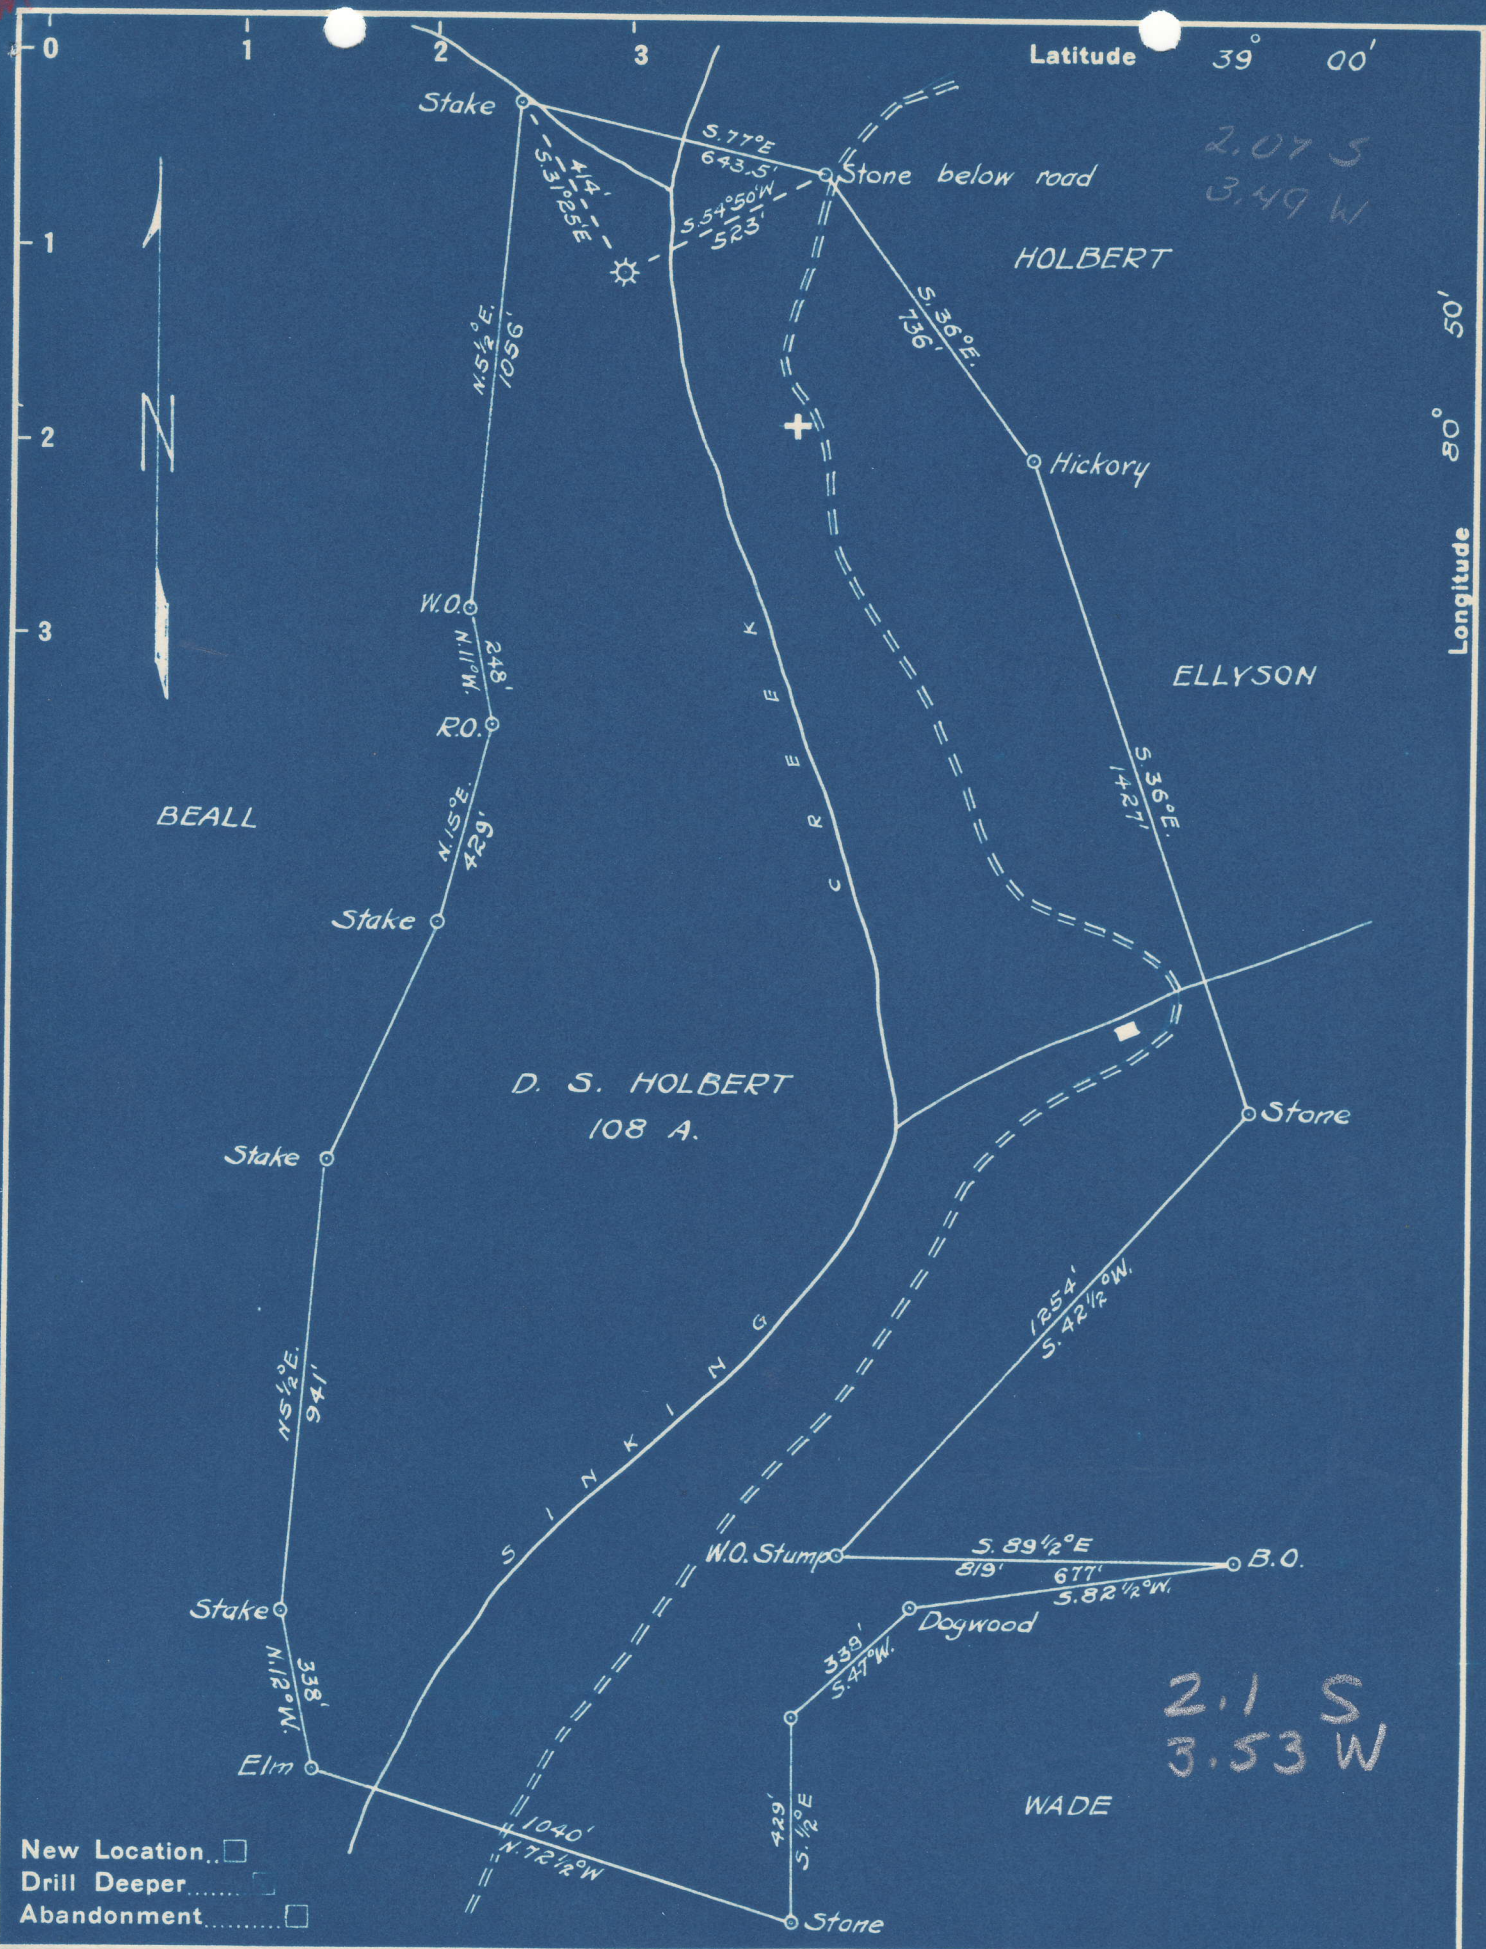 0 1 2 3 Latitude 39° 00'
Stake
S.77°E
643.5'
Stone below road
2.07 S
3.49 W
414'
S.31°25'E
S.54°50'W
523'
1
HOLBERT
N.5½°E.
1056'
S.36°E.
736'
50'
80°
Longitude
N
2
Hickory
W.O.
3
248'
N.11°W.
R.O.
ELLYSON
S.36°E.
1427'
BEALL
N.15°E.
429'
Stake
D. S. HOLBERT
108 A.
Stone
Stake
SINKING CREEK
1254'
S.42½°W.
N5½°E.
941'
W.O. Stump
S. 89½°E
819'
B.O.
677'
S.82½°W.
Stake
Dogwood
338'
N.12°W.
339'
S.47°W.
2.1 S
3.53 W
Elm
429'
S.½°E
WADE
1040'
N.72½°W
New Location..
Drill Deeper.......
Abandonment..........
Stone